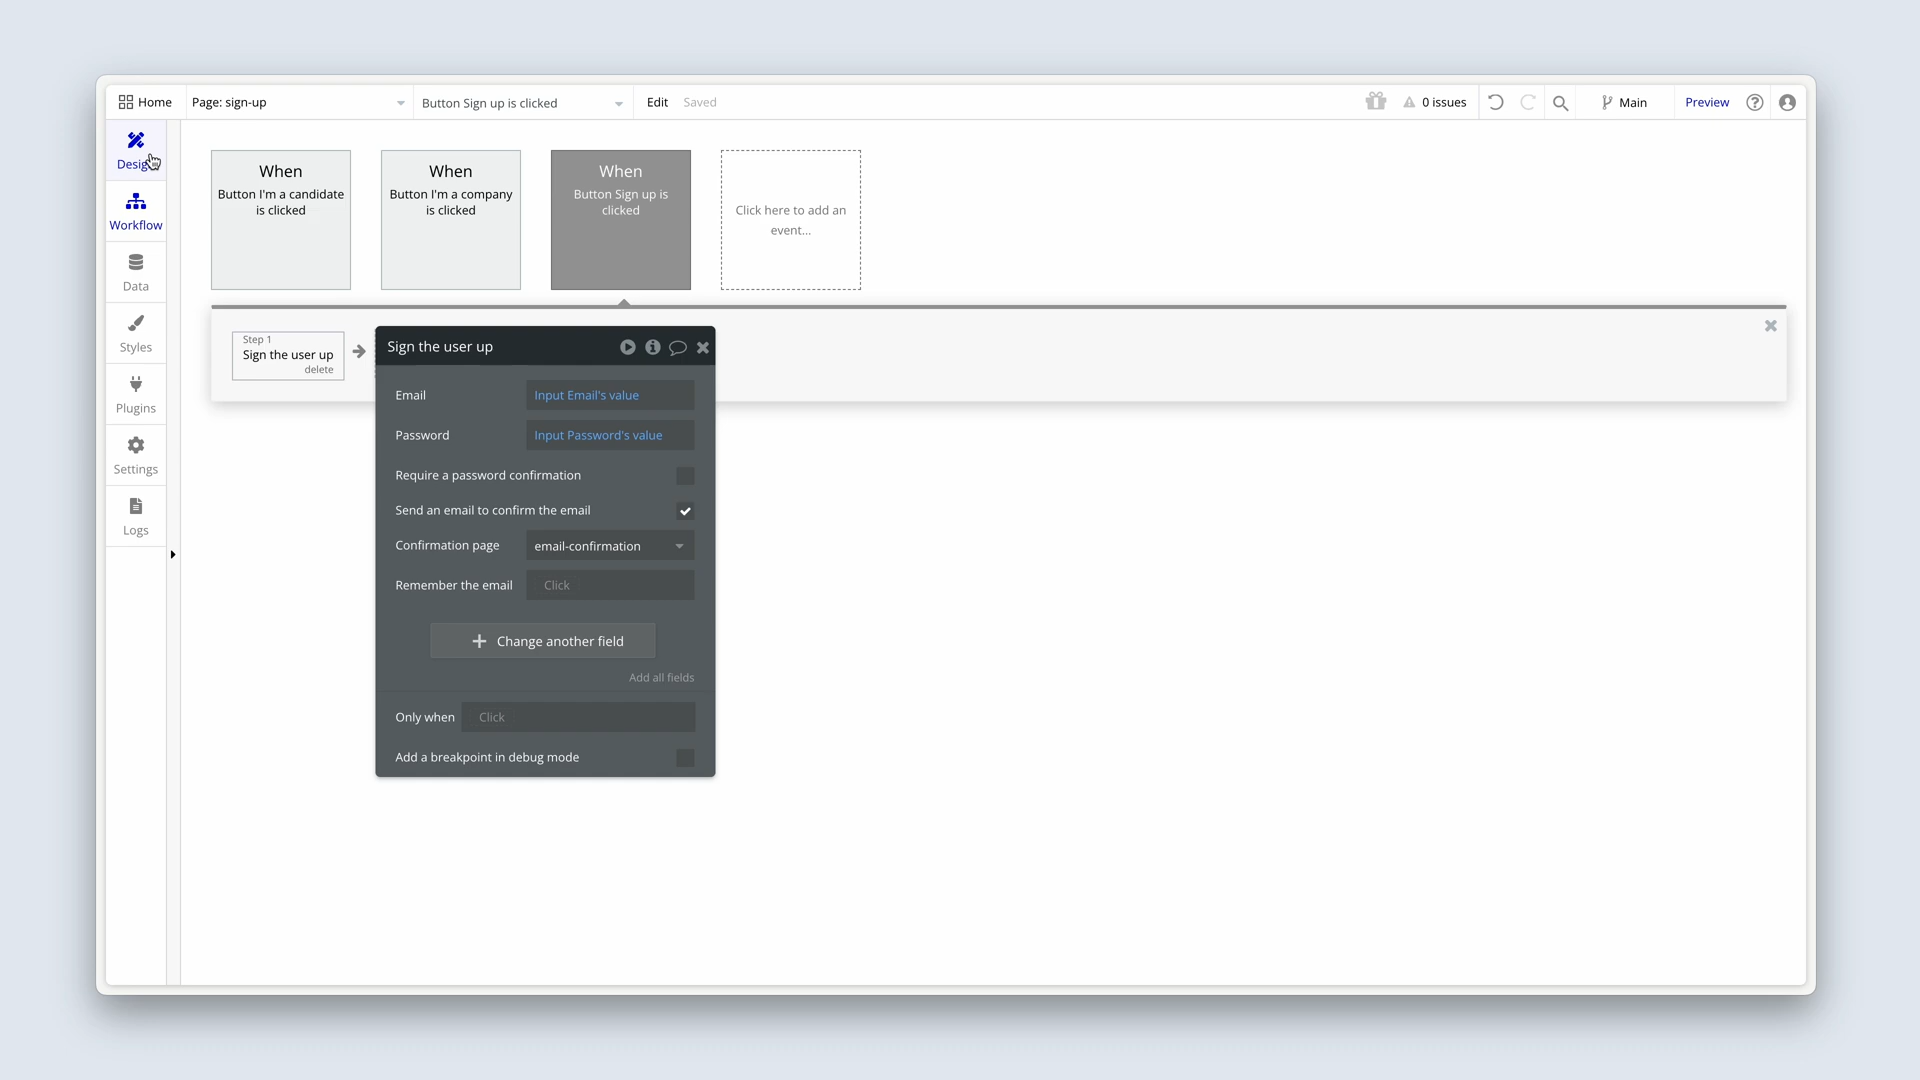 Home
Page: sign-up
Button Sign up is clicked
Edit
Saved
0 issues
Main
Preview
Design
Workflow
Data
Styles
Plugins
Settings
Logs
When
Button I'm a candidate
is clicked
When
Button I'm a company
is clicked
When
Button Sign up is
clicked
Click here to add an
event...
Step 1
Sign the user up
delete
Sign the user up
Email
Input Email's value
Password
Input Password's value
Require a password confirmation
Send an email to confirm the email
Confirmation page
email-confirmation
Remember the email
Click
Change another field
Add all fields
Only when
Click
Add a breakpoint in debug mode